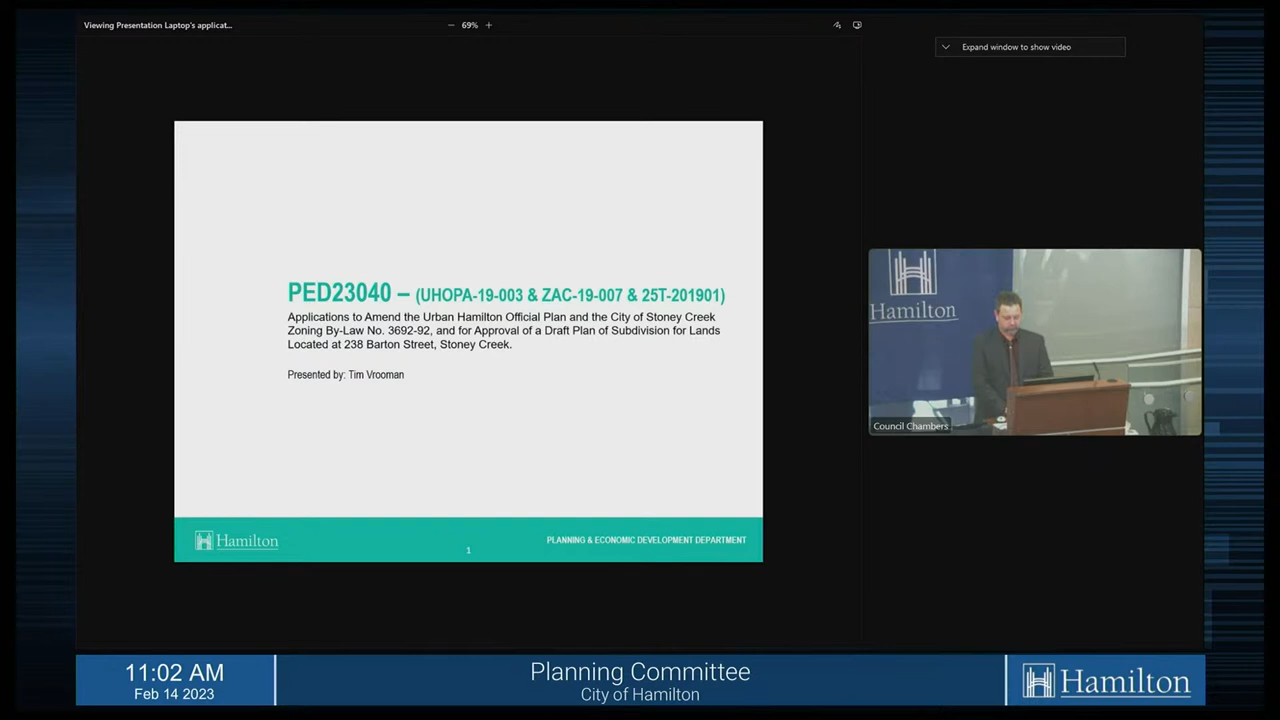 Viewing Presentation Laptop's applicat...
69%
Expand window to show video
PED23040 – (UHOPA-19-003 & ZAC-19-007 & 25T-201901)
Applications to Amend the Urban Hamilton Official Plan and the City of Stoney Creek
Zoning By-Law No. 3692-92, and for Approval of a Draft Plan of Subdivision for Lands
Located at 238 Barton Street, Stoney Creek.
Presented by: Tim Vrooman
Hamilton
1
PLANNING & ECONOMIC DEVELOPMENT DEPARTMENT
Hamilton
Council Chambers
11:02 AM
Feb 14 2023
Planning Committee
City of Hamilton
Hamilton